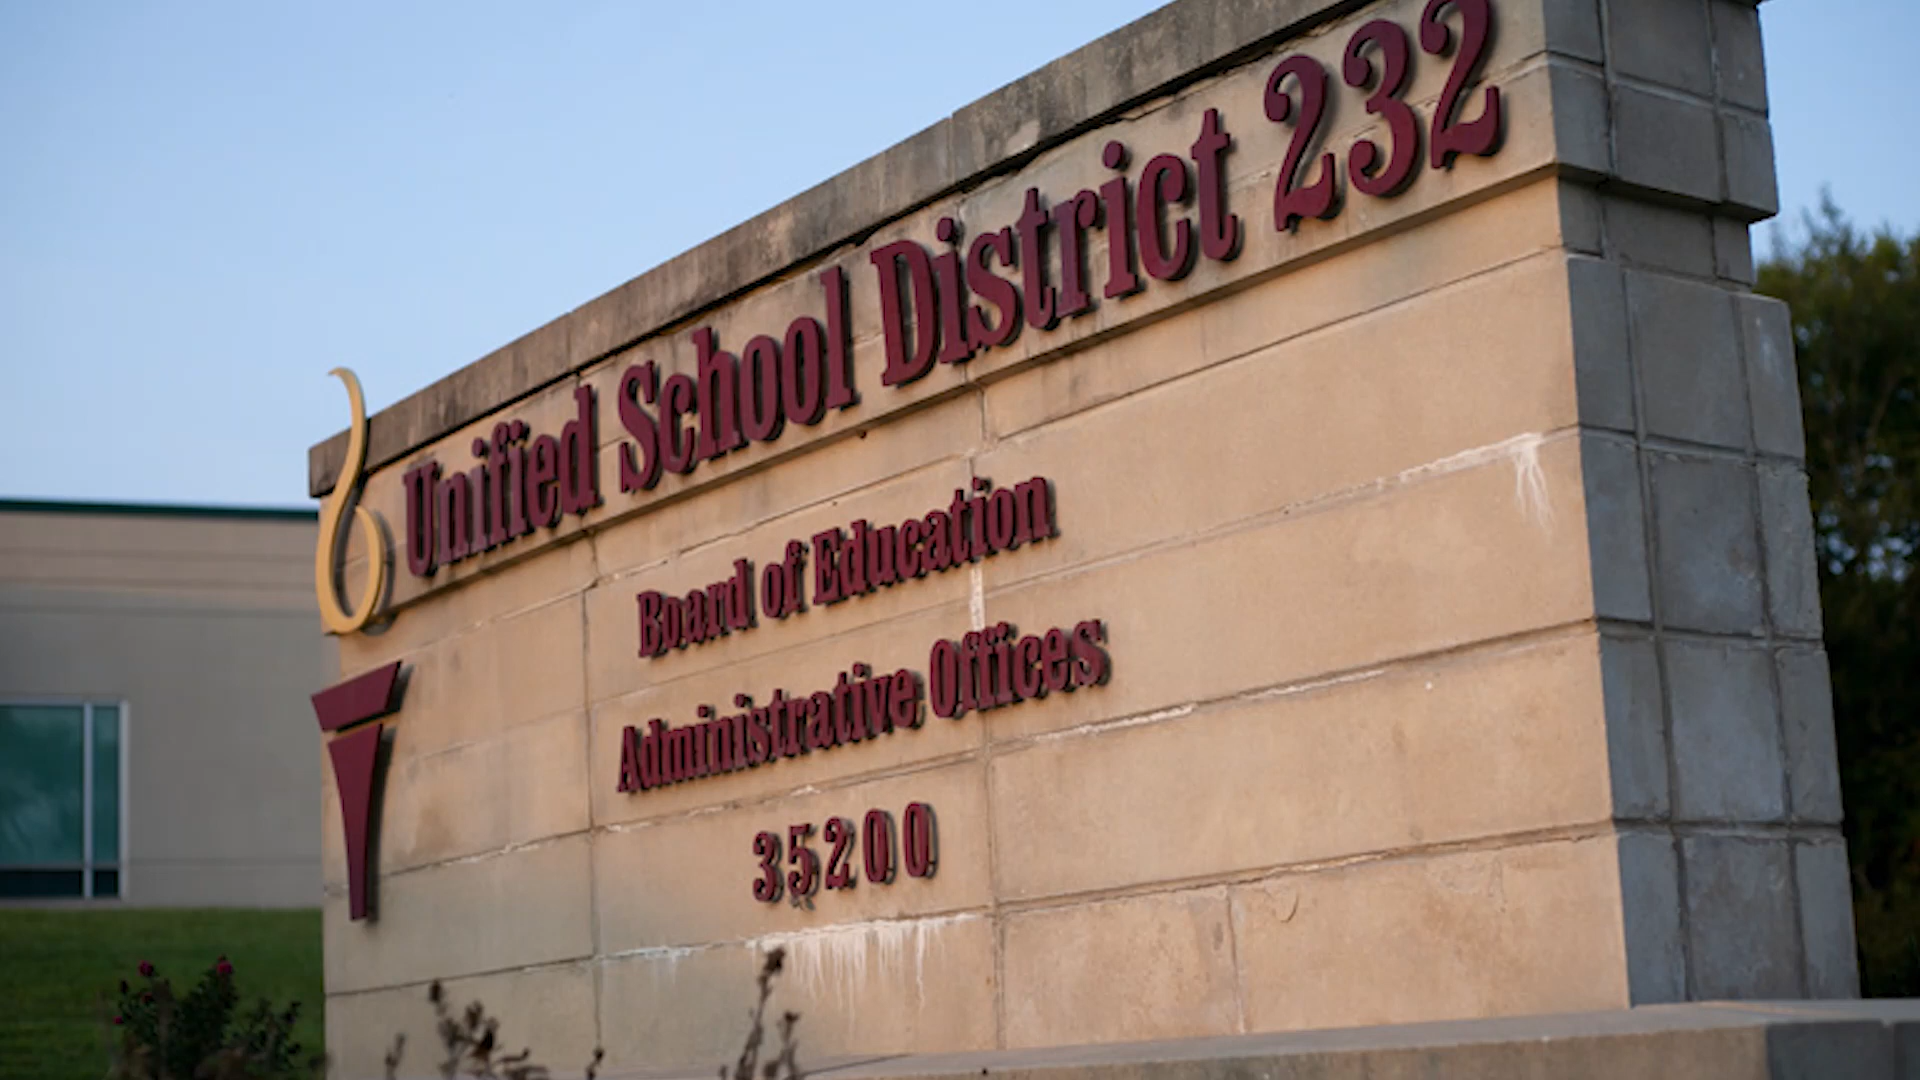 Unified School District 232
Board of Education
Administrative Offices
35200